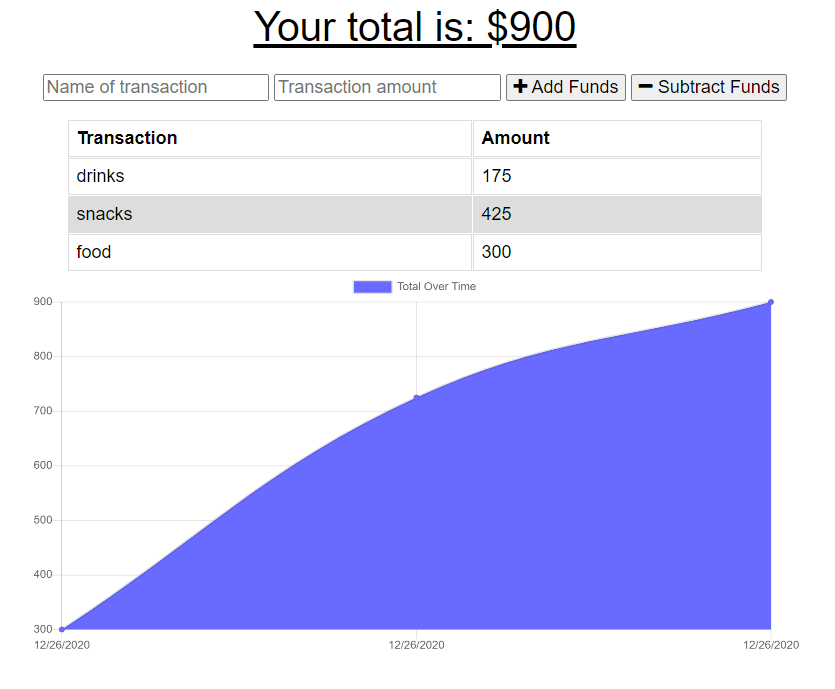 Your total is: $900
Name of transaction Transaction amount + Add Funds − Subtract Funds
Transaction Amount
drinks 175
snacks 425
food 300
Total Over Time
900
800
700
600
500
400
300
12/26/2020 12/26/2020 12/26/2020